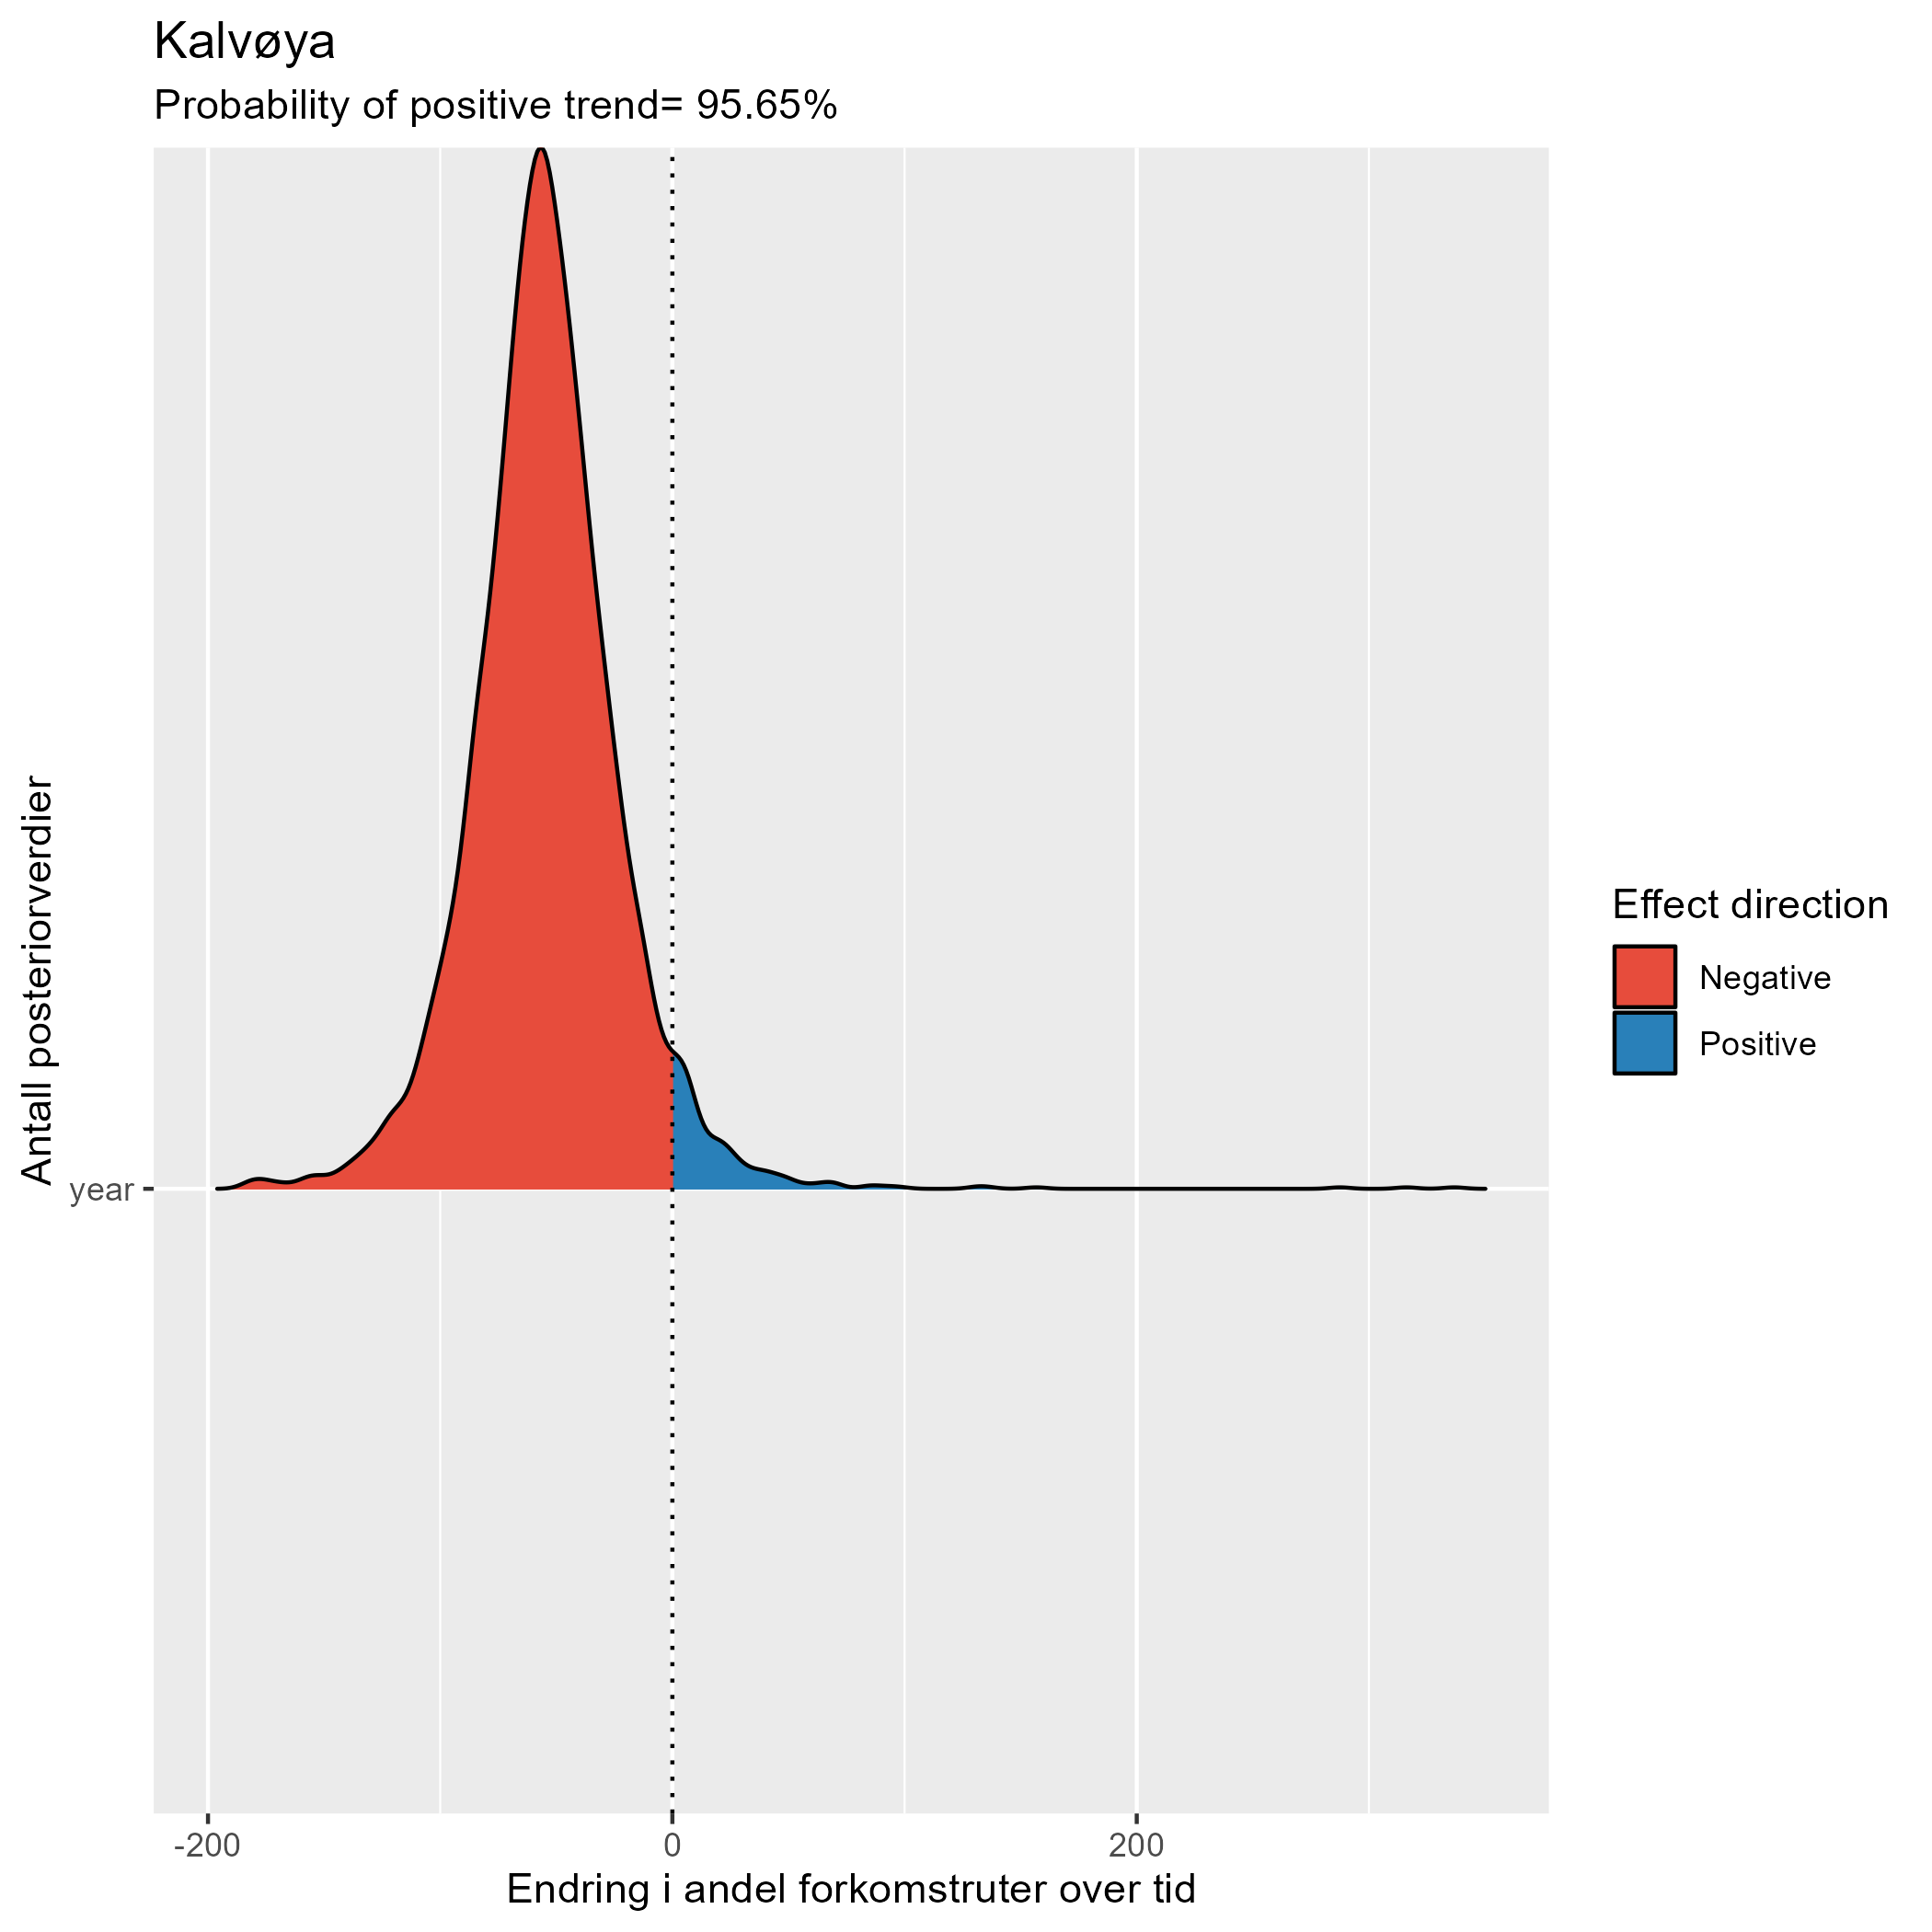 Kalvøya
Probability of positive trend= 95.65%
Antall posteriorverdier
year
-200
0
200
Endring i andel forkomstruter over tid
Effect direction
Negative
Positive